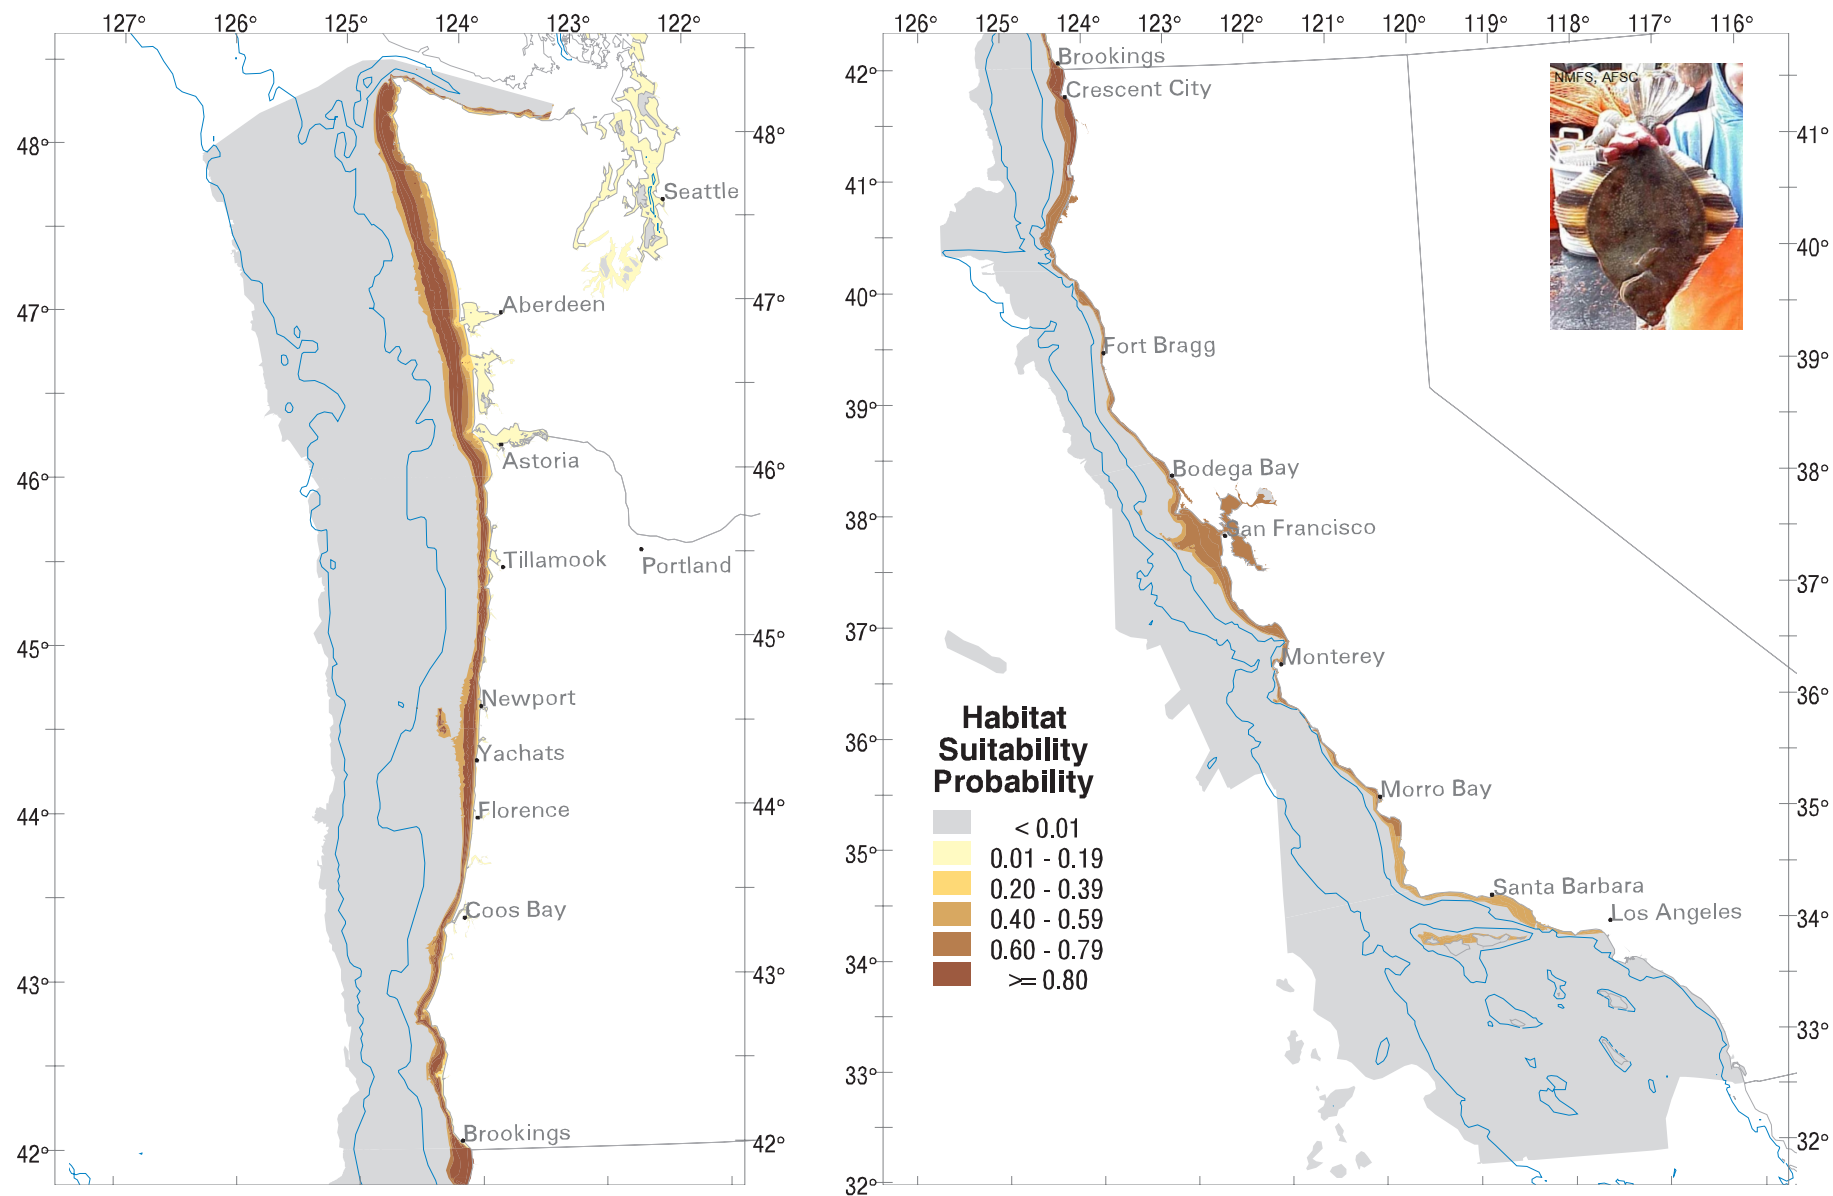 127° 126° 125° 124° 123° 122°
48° 48°
Seattle
47° 47°
Aberdeen
46° 46°
Astoria
Tillamook
Portland
45° 45°
Newport
Yachats
44° 44°
Florence
Coos Bay
43° 43°
Brookings
42° 42°
126° 125° 124° 123° 122° 121° 120° 119° 118° 117° 116°
Brookings
42°
Crescent City
NMFS, AFSC
41°
41°
40°
40°
Fort Bragg
39°
39°
Bodega Bay
38°
38°
San Francisco
37°
37°
Monterey
36°
36°
Morro Bay
35°
35°
Santa Barbara
Los Angeles
34°
34°
33°
33°
32°
32°
Habitat
Suitability
Probability
< 0.01
0.01 - 0.19
0.20 - 0.39
0.40 - 0.59
0.60 - 0.79
>= 0.80